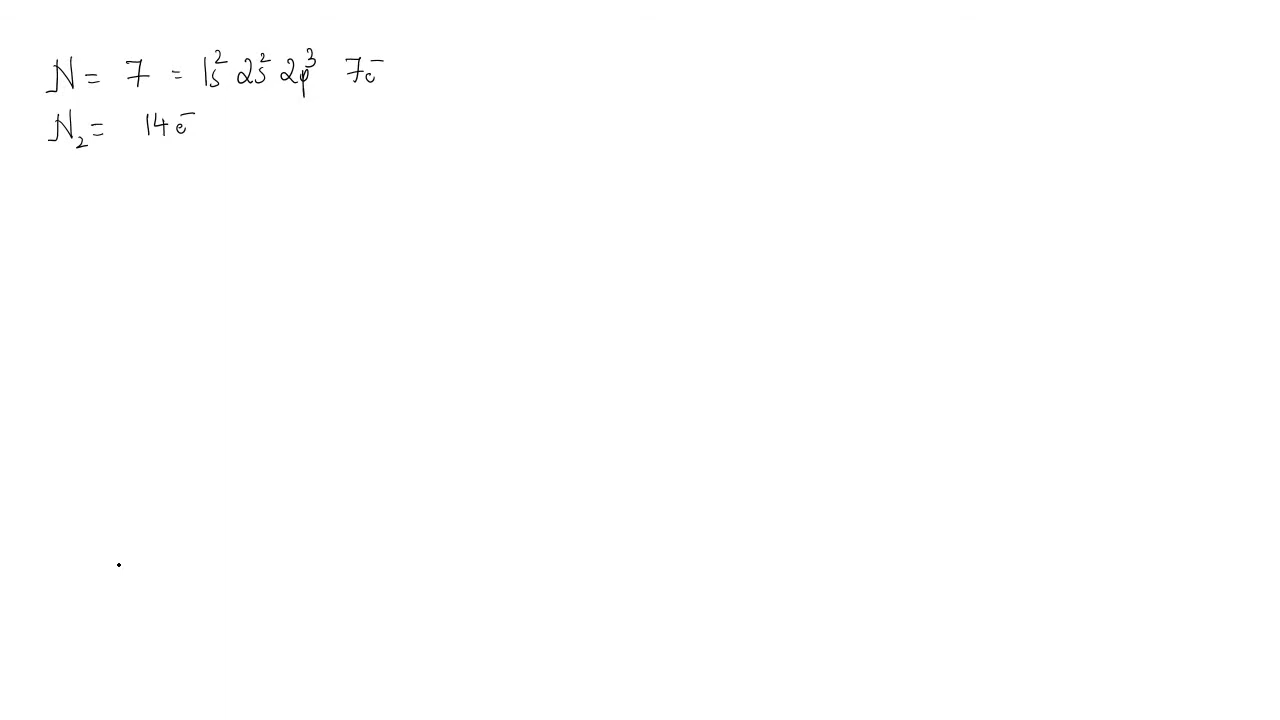 N = 7 = 1s² 2s² 2p³ 7e⁻
N₂ = 14e⁻